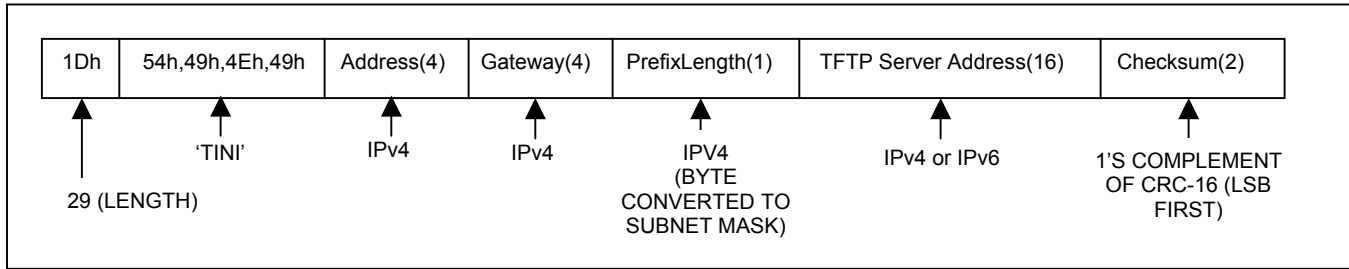 1Dh 54h,49h,4Eh,49h Address(4) Gateway(4) PrefixLength(1) TFTP Server Address(16) Checksum(2)
29 (LENGTH)
‘TINI’
IPv4
IPv4
IPV4
(BYTE
CONVERTED TO
SUBNET MASK)
IPv4 or IPv6
1’S COMPLEMENT
OF CRC-16 (LSB
FIRST)